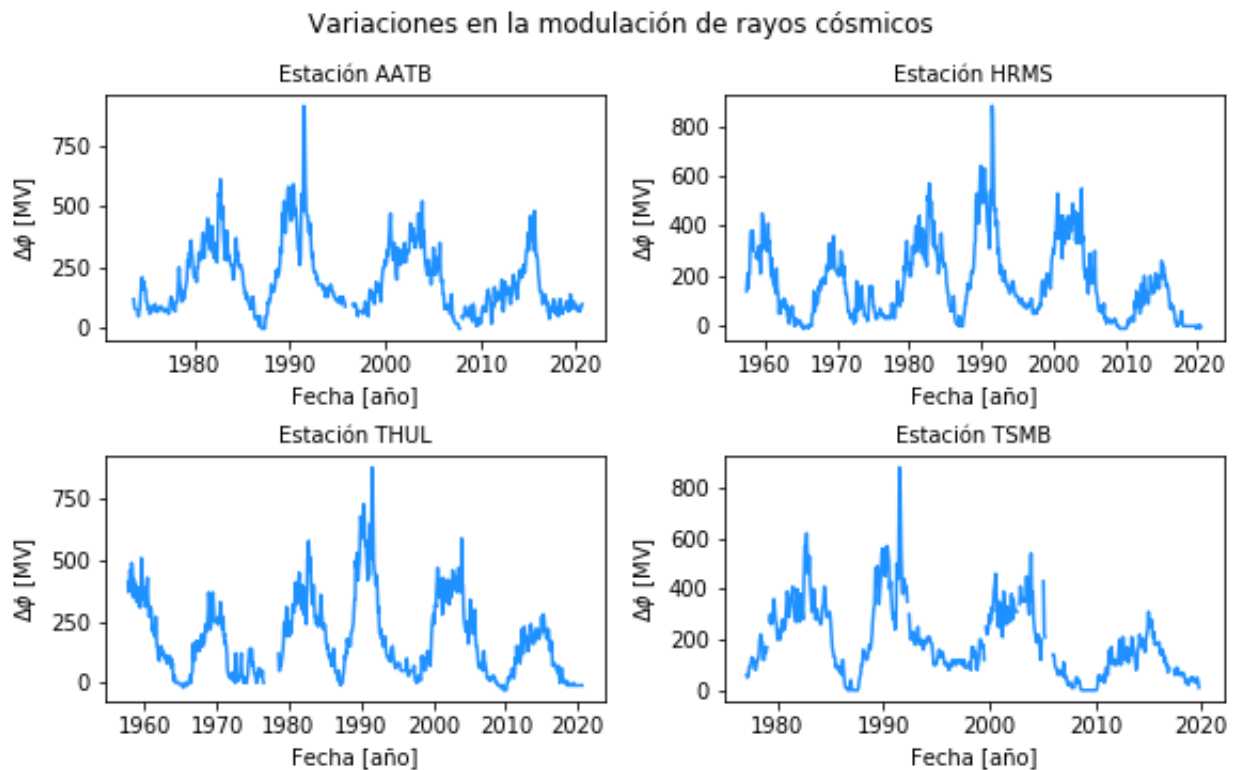 Variaciones en la modulación de rayos cósmicos
Estación AATB
750
500
250
0
Δϕ [MV]
1980 1990 2000 2010 2020
Fecha [año]
Estación HRMS
800
600
400
200
0
Δϕ [MV]
1960 1970 1980 1990 2000 2010 2020
Fecha [año]
Estación THUL
750
500
250
0
Δϕ [MV]
1960 1970 1980 1990 2000 2010 2020
Fecha [año]
Estación TSMB
800
600
400
200
0
Δϕ [MV]
1980 1990 2000 2010 2020
Fecha [año]